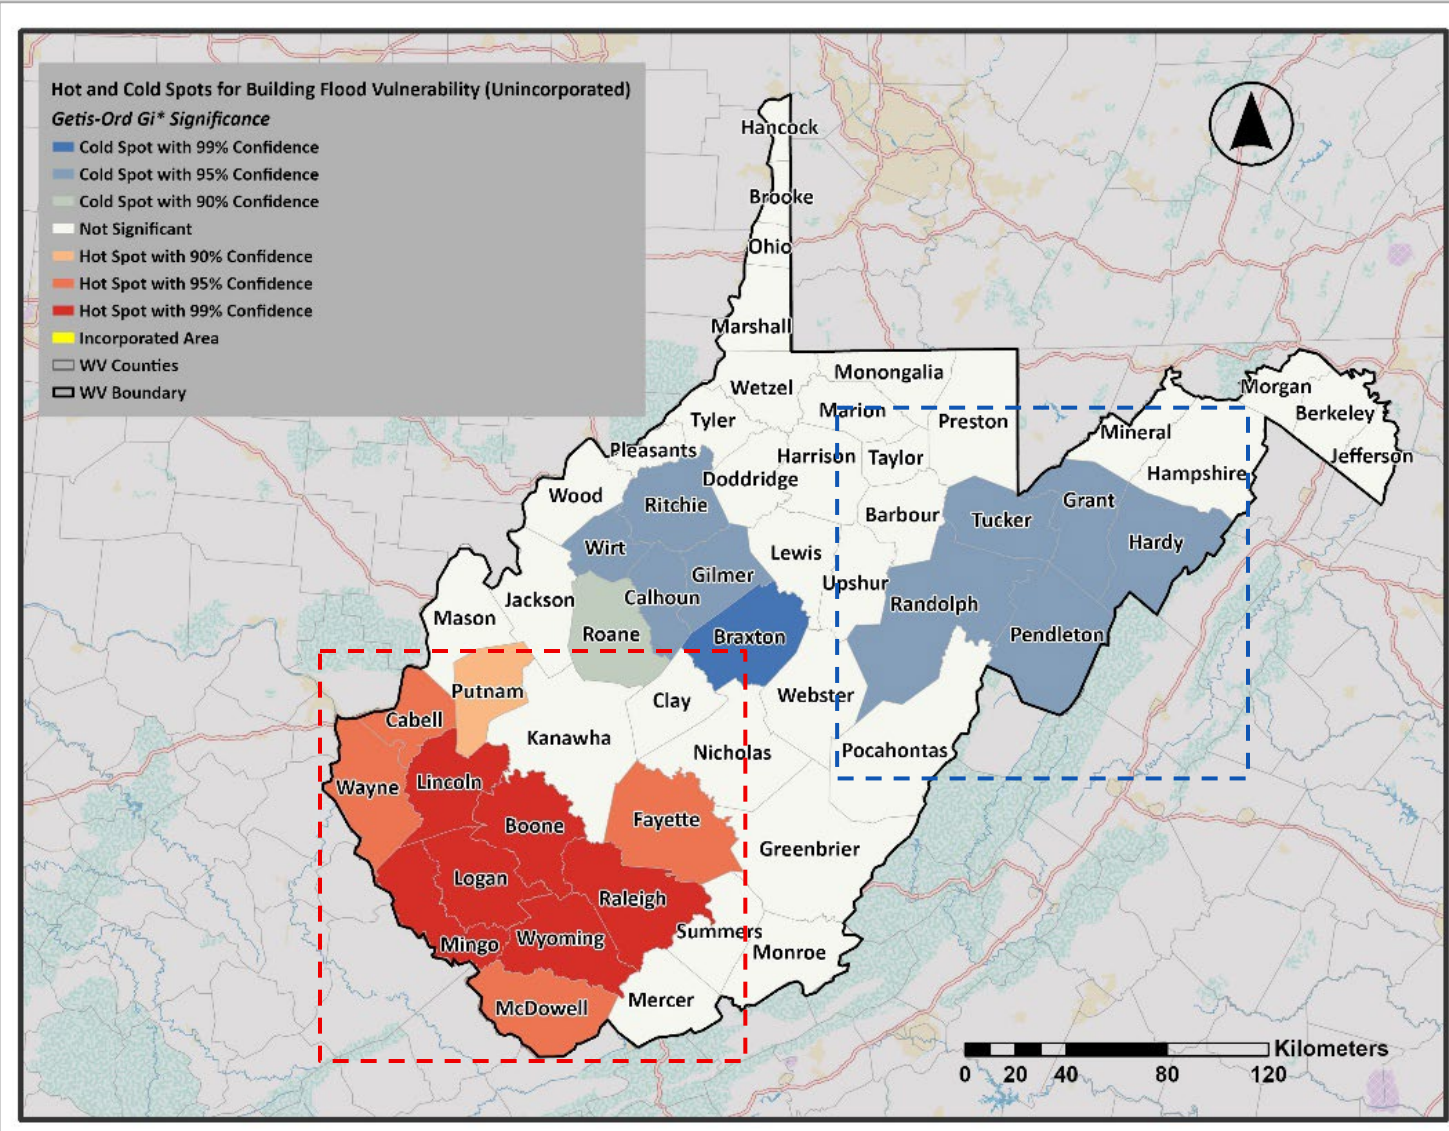 Hot and Cold Spots for Building Flood Vulnerability (Unincorporated)
Getis-Ord Gi* Significance
Cold Spot with 99% Confidence
Cold Spot with 95% Confidence
Cold Spot with 90% Confidence
Not Significant
Hot Spot with 90% Confidence
Hot Spot with 95% Confidence
Hot Spot with 99% Confidence
Incorporated Area
WV Counties
WV Boundary
Hancock
Brooke
Ohio
Marshall
Wetzel
Monongalia
Morgan
Tyler
Marion
Preston
Mineral
Berkeley
Pleasants
Harrison
Taylor
Jefferson
Doddridge
Hampshire
Wood
Ritchie
Barbour
Tucker
Grant
Wirt
Lewis
Hardy
Gilmer
Upshur
Jackson
Calhoun
Randolph
Mason
Roane
Braxton
Pendleton
Putnam
Clay
Webster
Cabell
Kanawha
Nicholas
Pocahontas
Wayne
Lincoln
Boone
Fayette
Greenbrier
Logan
Raleigh
Summers
Mingo
Wyoming
Monroe
McDowell
Mercer
Kilometers
0 20 40 80 120